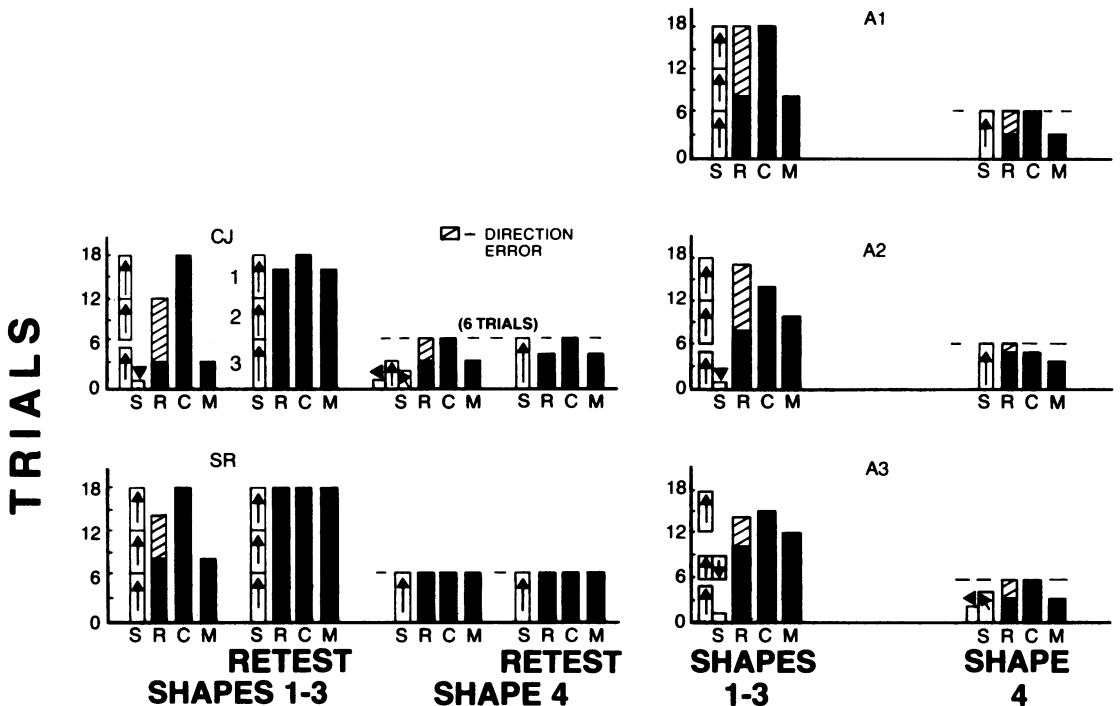 TRIALS
A1
18
12
6
0
S R C M
S R C M
CJ
18
12
6
0
1
2
3
S R C M
S R C M
– DIRECTION
ERROR
(6 TRIALS)
S R C M
S R C M
A2
18
12
6
0
S R C M
S R C M
SR
18
12
6
0
S R C M
S R C M
S R C M
S R C M
RETEST
RETEST
SHAPES 1-3
SHAPE 4
A3
18
12
6
0
S R C M
S R C M
SHAPES
1-3
SHAPE
4